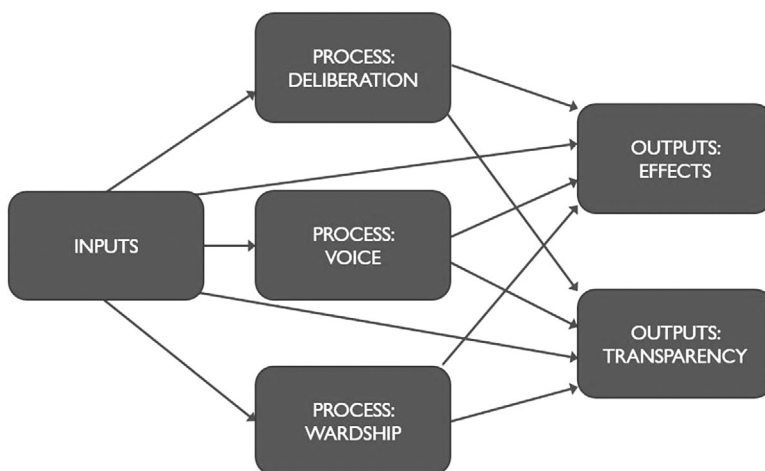 PROCESS:
DELIBERATION
OUTPUTS:
EFFECTS
INPUTS
PROCESS:
VOICE
OUTPUTS:
TRANSPARENCY
PROCESS:
WARDSHIP